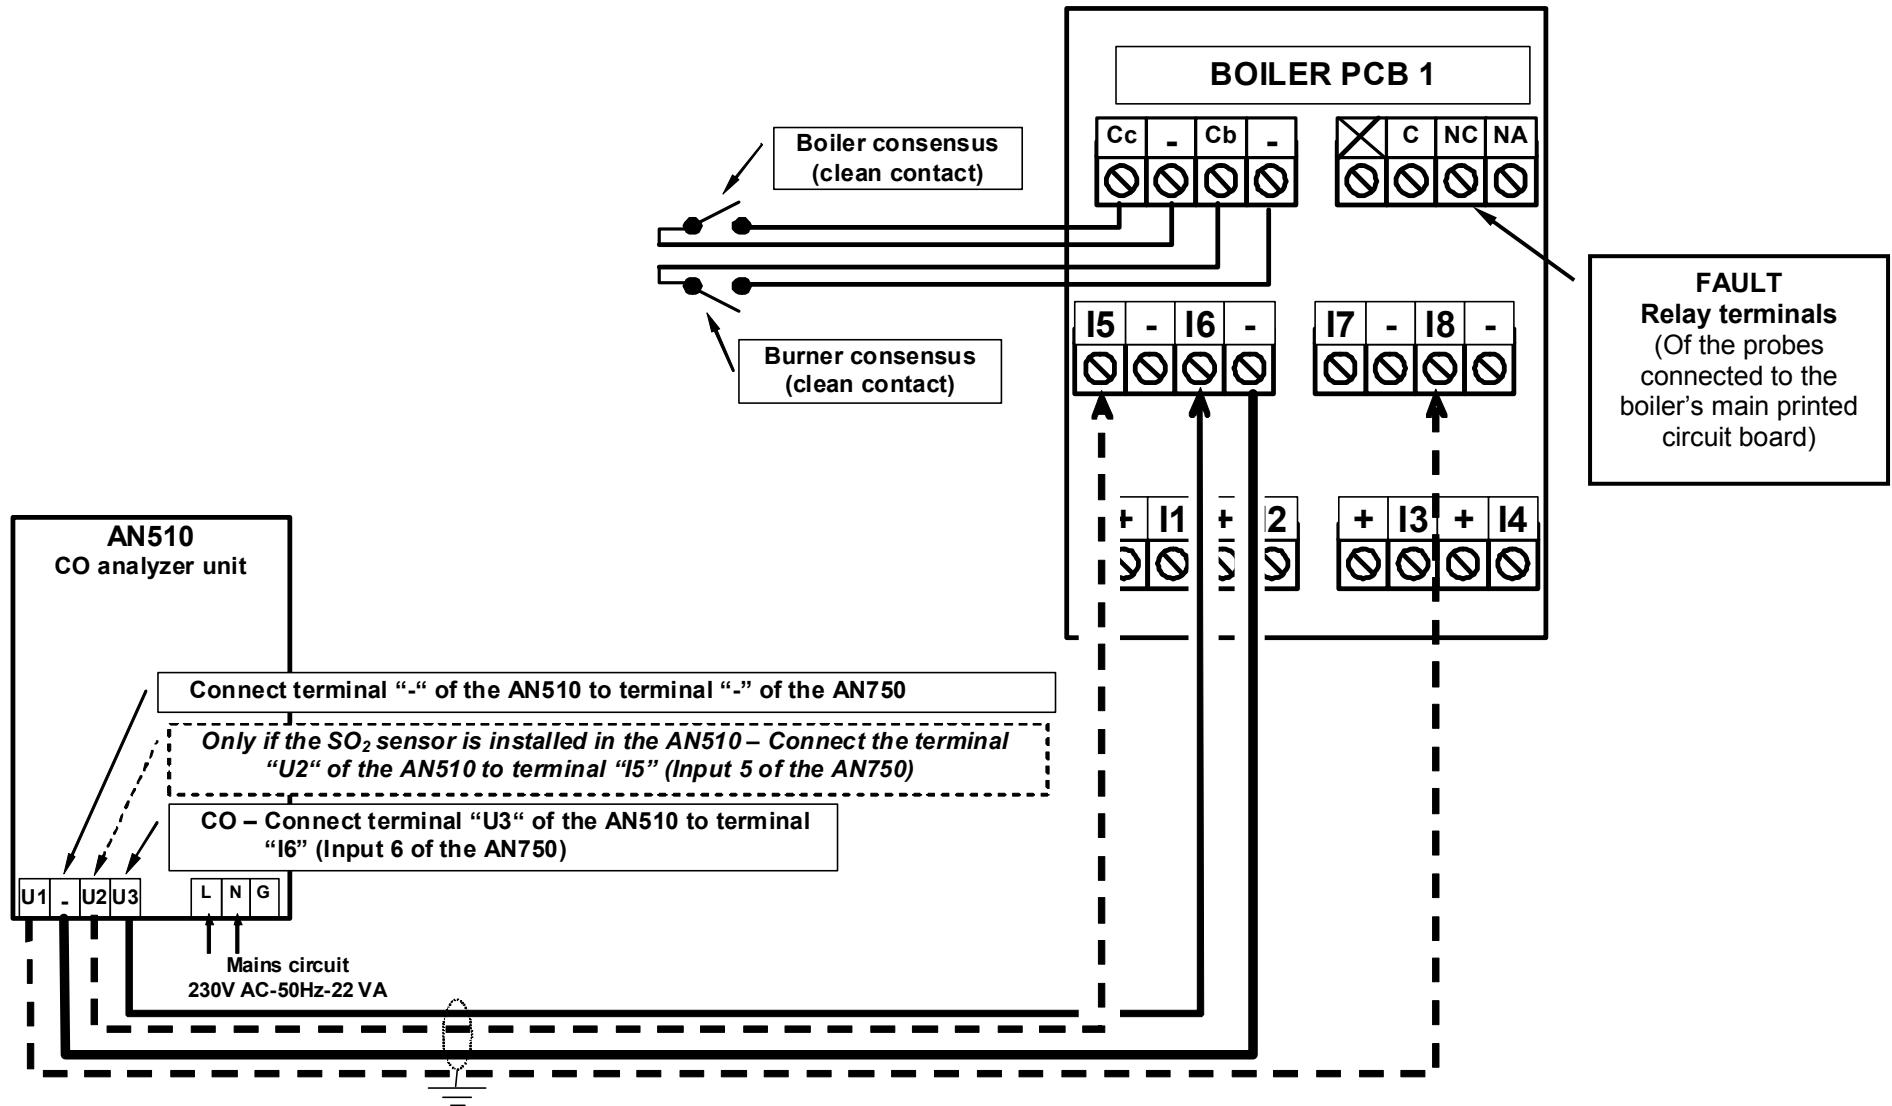 BOILER PCB 1
Cc - Cb -
C NC NA
Boiler consensus
(clean contact)
Burner consensus
(clean contact)
FAULT
Relay terminals
(Of the probes
connected to the
boiler's main printed
circuit board)
I5 - I6 -
I7 - I8 -
+ I1 + I2
+ I3 + I4
AN510
CO analyzer unit
Connect terminal “-“ of the AN510 to terminal “-” of the AN750
Only if the SO₂ sensor is installed in the AN510 – Connect the terminal
“U2“ of the AN510 to terminal “I5” (Input 5 of the AN750)
CO – Connect terminal “U3“ of the AN510 to terminal
“I6” (Input 6 of the AN750)
U1 - U2 U3
L N G
Mains circuit
230V AC-50Hz-22 VA